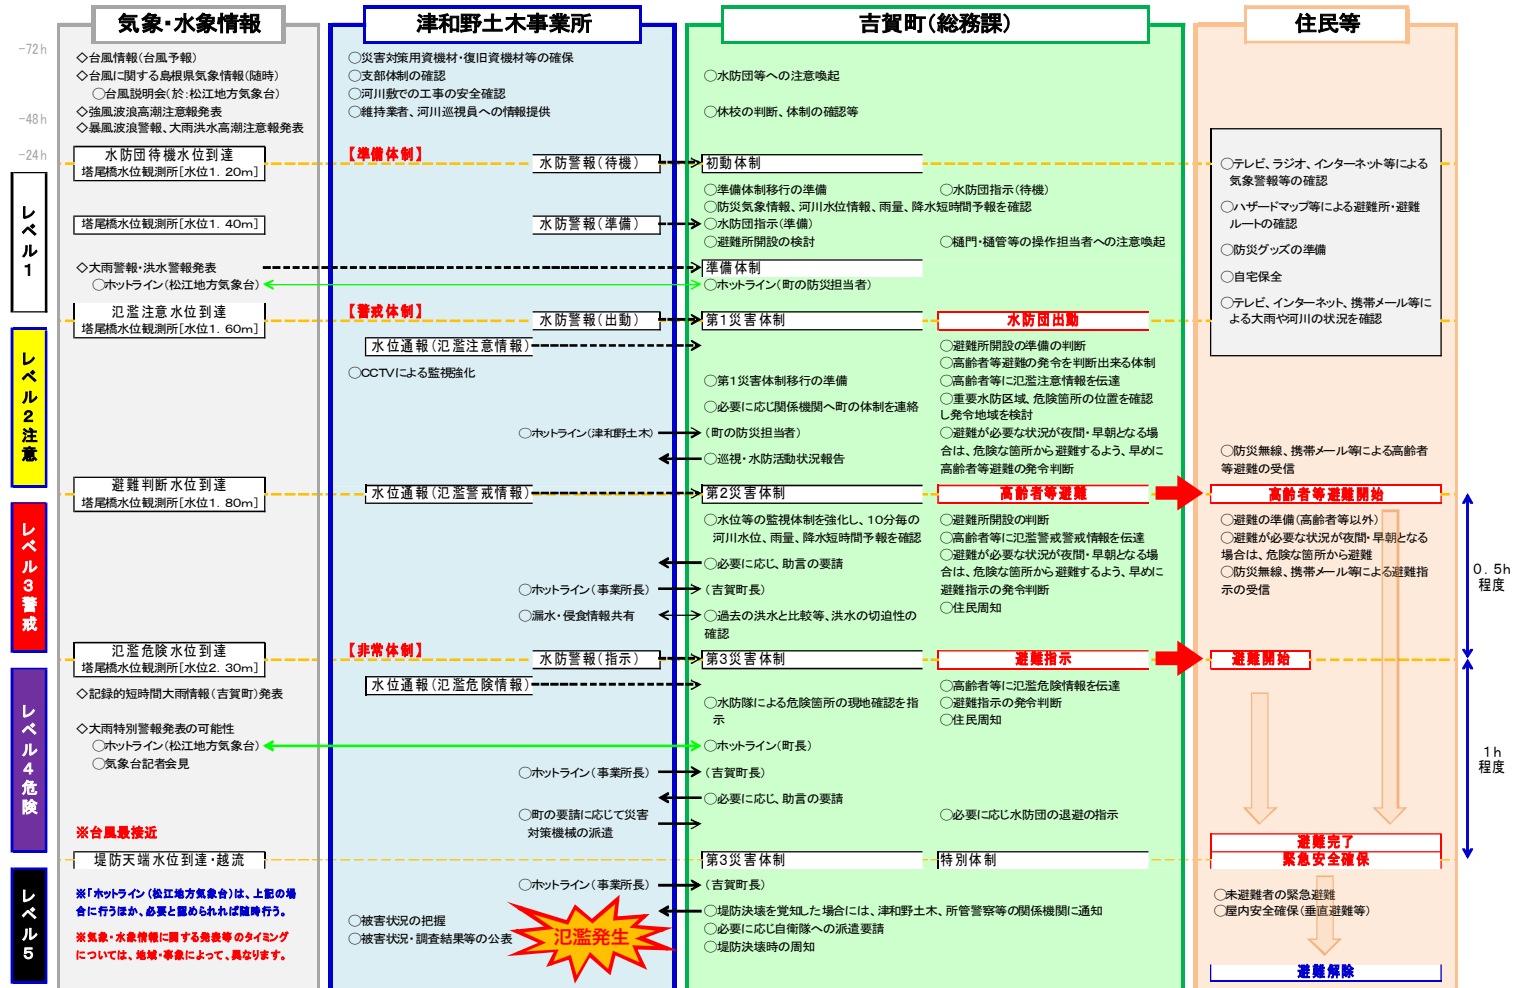 気象・水象情報
津和野土木事業所
吉賀町(総務課)
住民等
-72h
-48h
-24h
レベル1
レベル2注意
レベル3警戒
レベル4危険
レベル5
◇台風情報(台風予報)
◇台風に関する島根県気象情報(随時)
○台風説明会(於:松江地方気象台)
◇強風波浪高潮注意報発表
◇暴風波浪警報、大雨洪水高潮注意報発表
水防団待機水位到達
塔尾橋水位観測所[水位1.20m]
塔尾橋水位観測所[水位1.40m]
◇大雨警報・洪水警報発表
○ホットライン(松江地方気象台)
氾濫注意水位到達
塔尾橋水位観測所[水位1.60m]
避難判断水位到達
塔尾橋水位観測所[水位1.80m]
氾濫危険水位到達
塔尾橋水位観測所[水位2.30m]
◇記録的短時間大雨情報(吉賀町)発表
◇大雨特別警報発表の可能性
○ホットライン(松江地方気象台)
○気象台記者会見
※台風最接近
堤防天端水位到達・越流
※「ホットライン(松江地方気象台)は、上記の場
合に行うほか、必要と認められれば随時行う。
※気象・水象情報に関する発表等のタイミング
については、地域・事象によって、異なります。
○災害対策用資機材・復旧資機材等の確保
○支部体制の確認
○河川敷での工事の安全確認
○維持業者、河川巡視員への情報提供
【準備体制】
水防警報(待機)
水防警報(準備)
【警戒体制】
水防警報(出動)
水位通報(氾濫注意情報)
○CCTVによる監視強化
○ホットライン(津和野土木)
水位通報(氾濫警戒情報)
○ホットライン(事業所長)
○漏水・侵食情報共有
【非常体制】
水防警報(指示)
水位通報(氾濫危険情報)
○ホットライン(事業所長)
○町の要請に応じて災害
対策機械の派遣
○ホットライン(事業所長)
○被害状況の把握
○被害状況・調査結果等の公表
氾濫発生
○水防団等への注意喚起
○休校の判断、体制の確認等
初動体制
○準備体制移行の準備
○水防団指示(待機)
○防災気象情報、河川水位情報、雨量、降水短時間予報を確認
○水防団指示(準備)
○避難所開設の検討
○樋門・樋管等の操作担当者への注意喚起
準備体制
○ホットライン(町の防災担当者)
第1災害体制
水防団出動
○第1災害体制移行の準備
○必要に応じ関係機関へ町の体制を連絡
(町の防災担当者)
○巡視・水防活動状況報告
○避難所開設の準備の判断
○高齢者等避難の発令を判断出来る体制
○高齢者等に氾濫注意情報を伝達
○重要水防区域、危険箇所の位置を確認
し発令地域を検討
○避難が必要な状況が夜間・早朝となる場
合は、危険な箇所から避難するよう、早めに
高齢者等避難の発令判断
第2災害体制
高齢者等避難
○水位等の監視体制を強化し、10分毎の
河川水位、雨量、降水短時間予報を確認
○必要に応じ、助言の要請
(吉賀町長)
○過去の洪水と比較等、洪水の切迫性の
確認
○避難所開設の判断
○高齢者等に氾濫警戒警戒情報を伝達
○避難が必要な状況が夜間・早朝となる場
合は、危険な箇所から避難するよう、早めに
避難指示の発令判断
○住民周知
第3災害体制
避難指示
○水防隊による危険箇所の現地確認を指
示
○ホットライン(町長)
(吉賀町長)
○必要に応じ、助言の要請
○高齢者等に氾濫危険情報を伝達
○避難指示の発令判断
○住民周知
○必要に応じ水防団の退避の指示
第3災害体制
特別体制
(吉賀町長)
○堤防決壊を覚知した場合には、津和野土木、所管警察等の関係機関に通知
○必要に応じ自衛隊への派遣要請
○堤防決壊時の周知
○テレビ、ラジオ、インターネット等による
気象警報等の確認
○ハザードマップ等による避難所・避難
ルートの確認
○防災グッズの準備
○自宅保全
○テレビ、インターネット、携帯メール等に
よる大雨や河川の状況を確認
○防災無線、携帯メール等による高齢者
等避難の受信
高齢者等避難開始
○避難の準備(高齢者等以外)
○避難が必要な状況が夜間・早朝となる
場合は、危険な箇所から避難
○防災無線、携帯メール等による避難指
示の受信
避難開始
避難完了
緊急安全確保
○未避難者の緊急避難
○屋内安全確保(垂直避難等)
避難解除
0.5h
程度
1h
程度